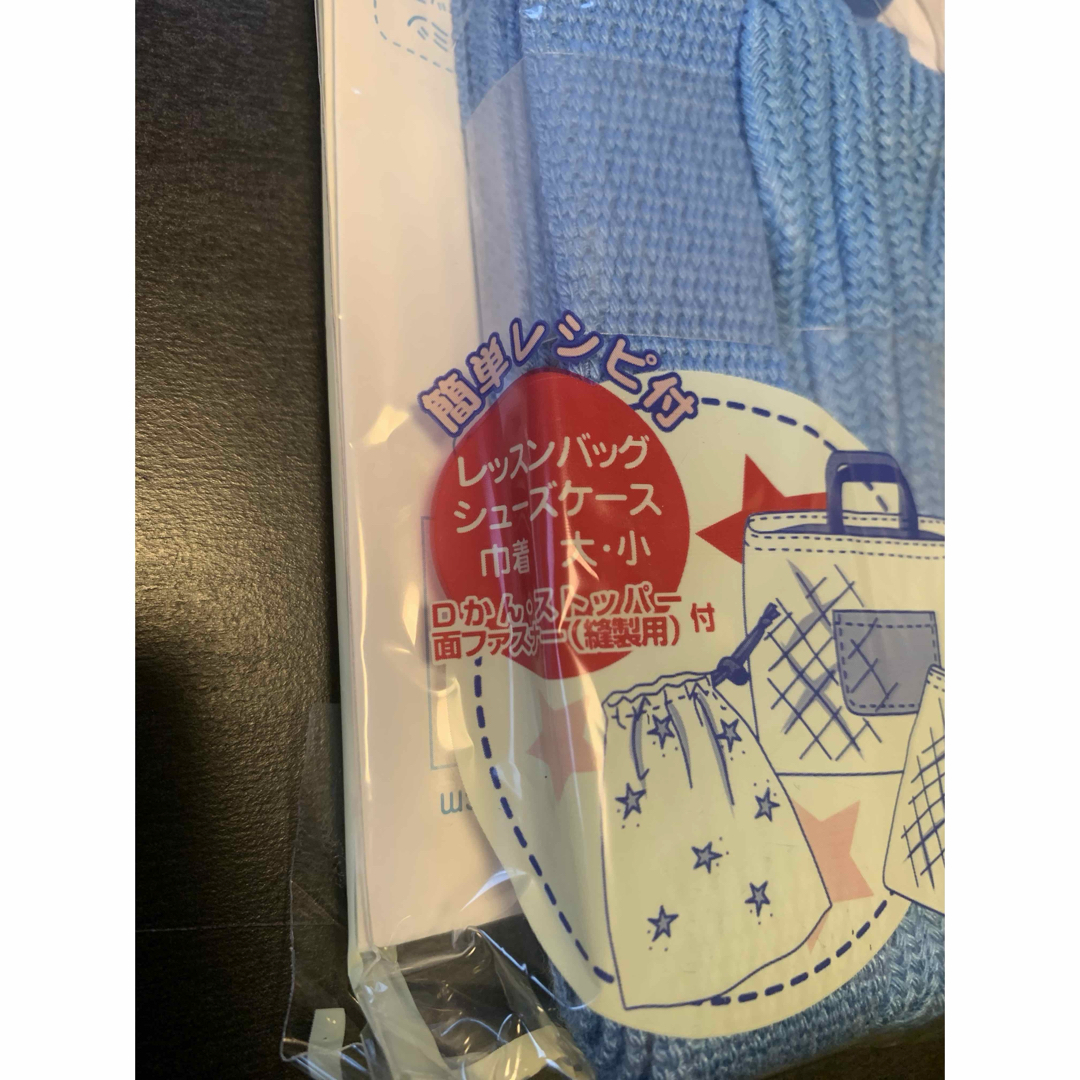 簡単レシピ付
レッスンバッグ
シューズケース
巾着 大・小
Dかん・ストッパー
面ファスナー(縫製用)付
cm